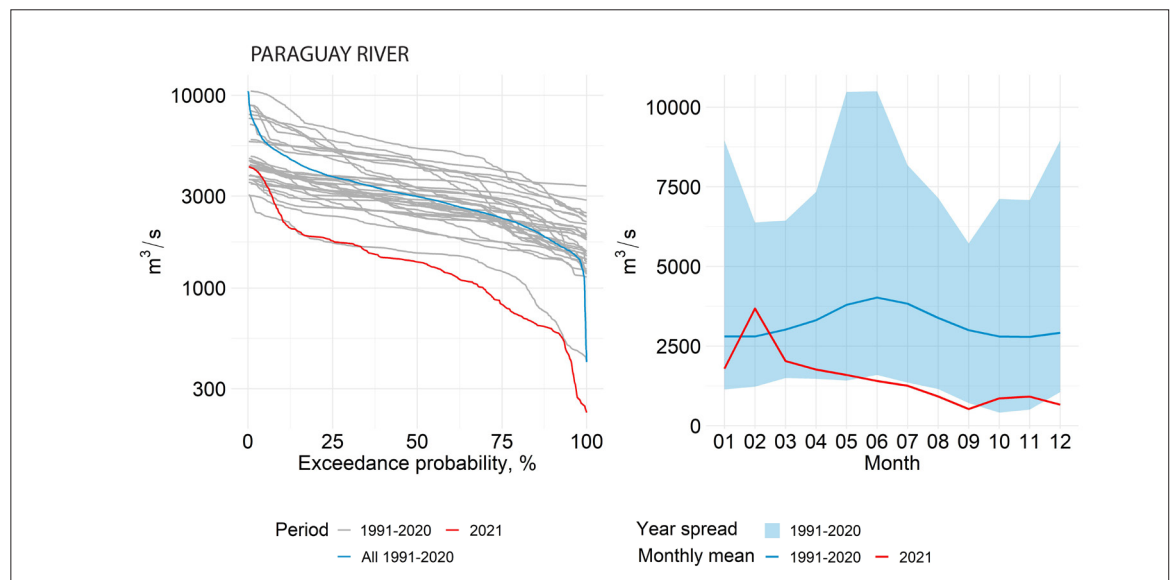 PARAGUAY RIVER
10000
3000
1000
300
m³/s
0 25 50 75 100
Exceedance probability, %
10000
7500
5000
2500
0
m³/s
01 02 03 04 05 06 07 08 09 10 11 12
Month
Period 1991-2020 2021
All 1991-2020
Year spread 1991-2020
Monthly mean 1991-2020 2021